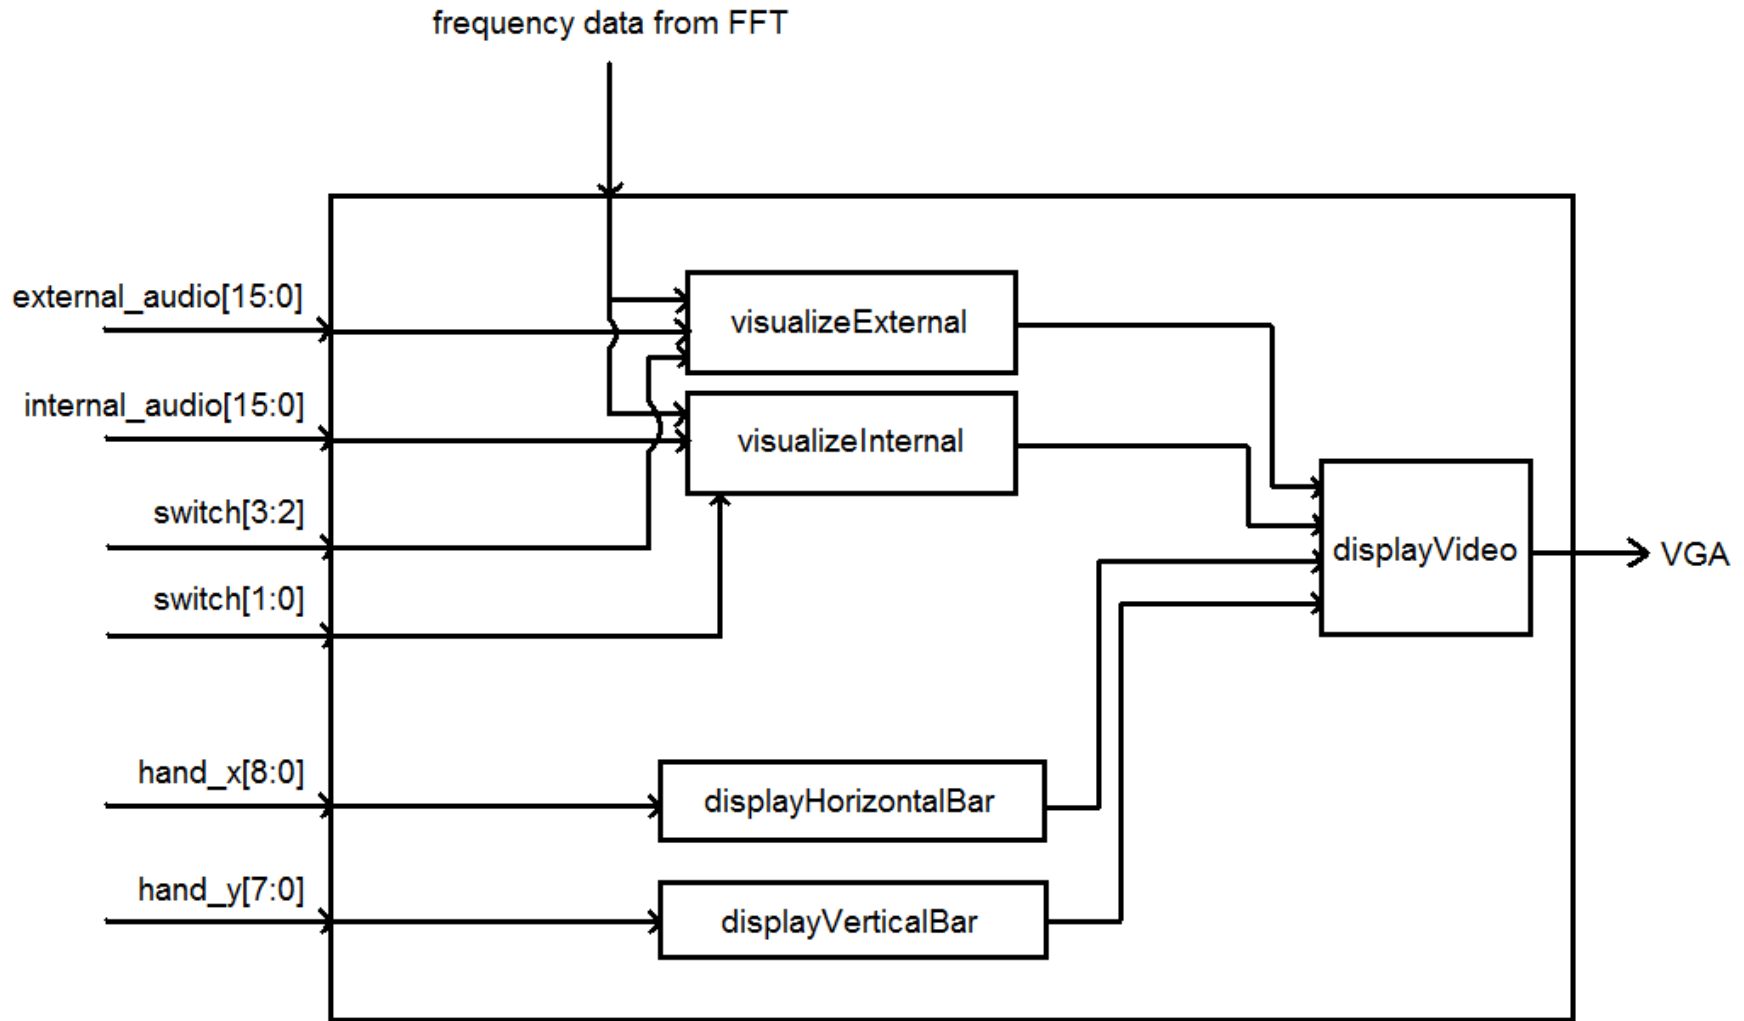 frequency data from FFT
external_audio[15:0]
visualizeExternal
internal_audio[15:0]
visualizeInternal
switch[3:2]
displayVideo
VGA
switch[1:0]
hand_x[8:0]
displayHorizontalBar
hand_y[7:0]
displayVerticalBar